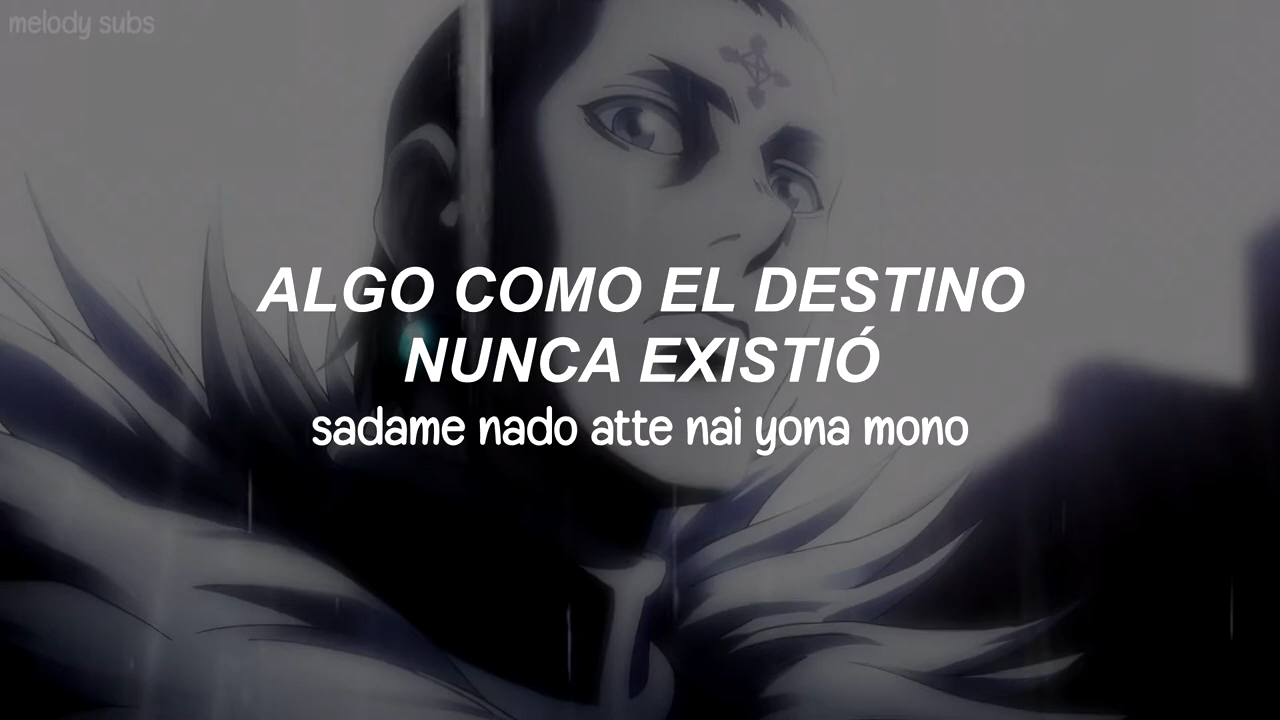 melody subs
ALGO COMO EL DESTINO
NUNCA EXISTIÓ
sadame nado atte nai yona mono